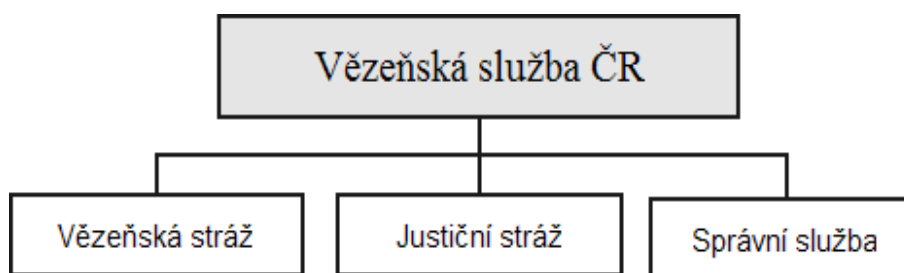 Vězeňská služba ČR
Vězeňská stráž
Justiční stráž
Správní služba